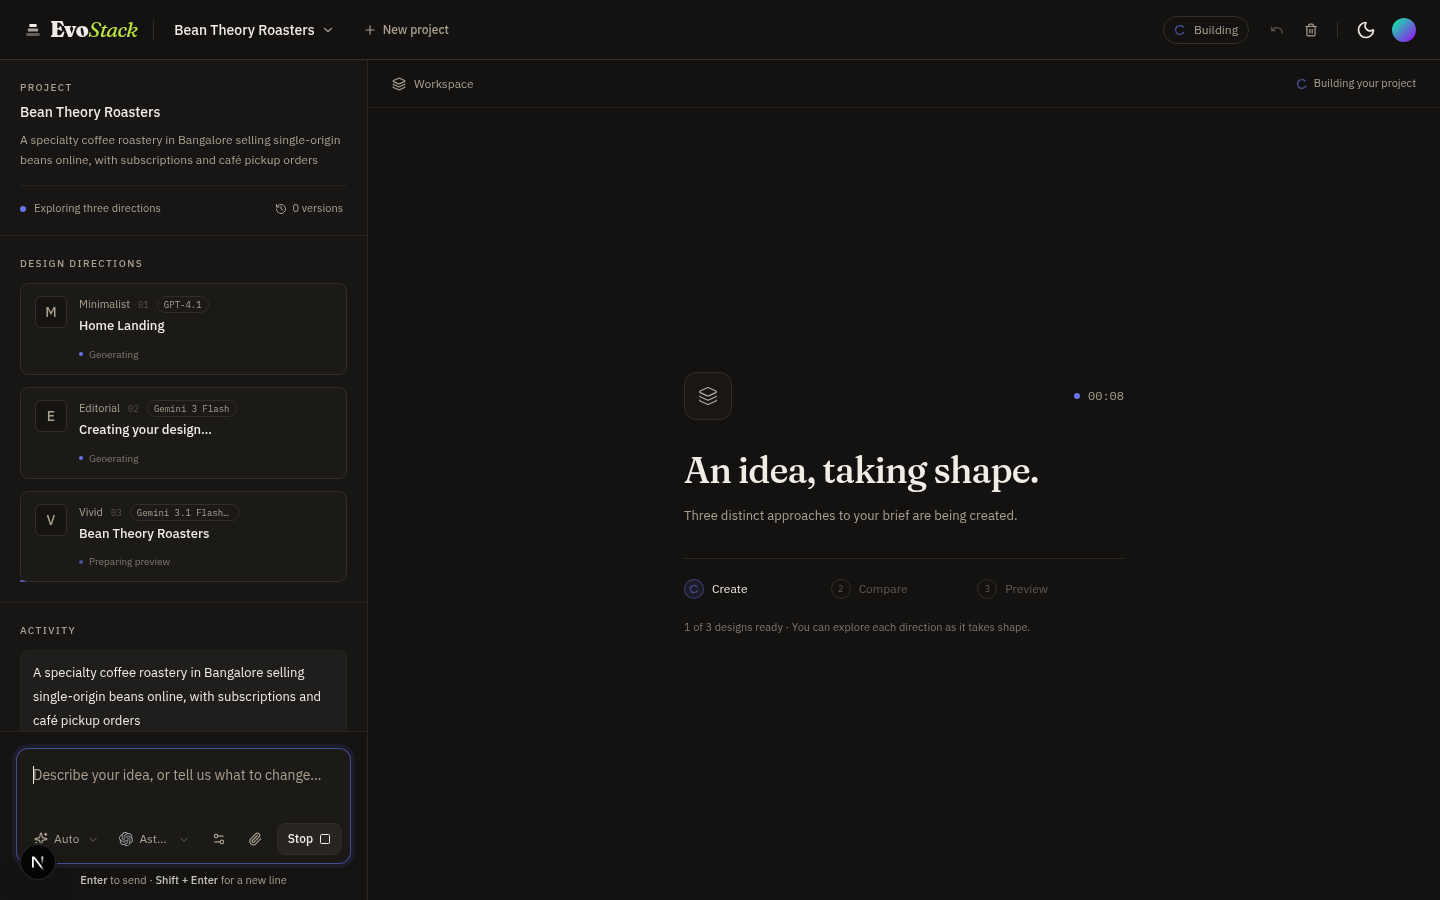 EvoStack
Bean Theory Roasters
New project
Building
PROJECT
Bean Theory Roasters
A specialty coffee roastery in Bangalore selling single-origin
beans online, with subscriptions and café pickup orders
Exploring three directions
0 versions
DESIGN DIRECTIONS
M
Minimalist 01 GPT-4.1
Home Landing
Generating
E
Editorial 02 Gemini 3 Flash
Creating your design...
Generating
V
Vivid 03 Gemini 3.1 Flash…
Bean Theory Roasters
Preparing preview
ACTIVITY
A specialty coffee roastery in Bangalore selling
single-origin beans online, with subscriptions and
café pickup orders
Describe your idea, or tell us what to change...
Auto
Ast...
Stop
N
Enter to send · Shift + Enter for a new line
Workspace
Building your project
00:08
An idea, taking shape.
Three distinct approaches to your brief are being created.
Create
2 Compare
3 Preview
1 of 3 designs ready · You can explore each direction as it takes shape.